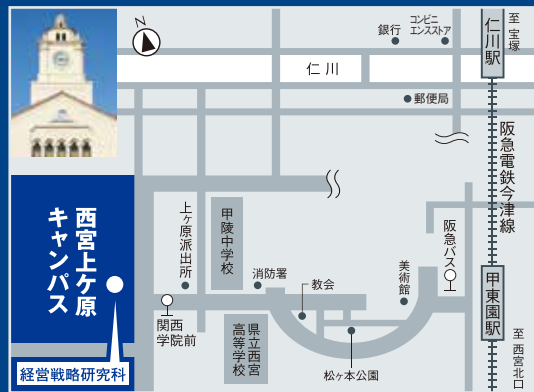 N
銀行
コンビニ
エンスストア
仁川駅
至 宝塚
仁川
郵便局
阪急電鉄今津線
西宮上ケ原
キャンパス
上ヶ原派出所
甲陵中学校
消防署
教会
美術館
阪急バス
甲東園駅
関西
学院前
県立西宮
高等学校
松ヶ本公園
至 西宮北口
経営戦略研究科